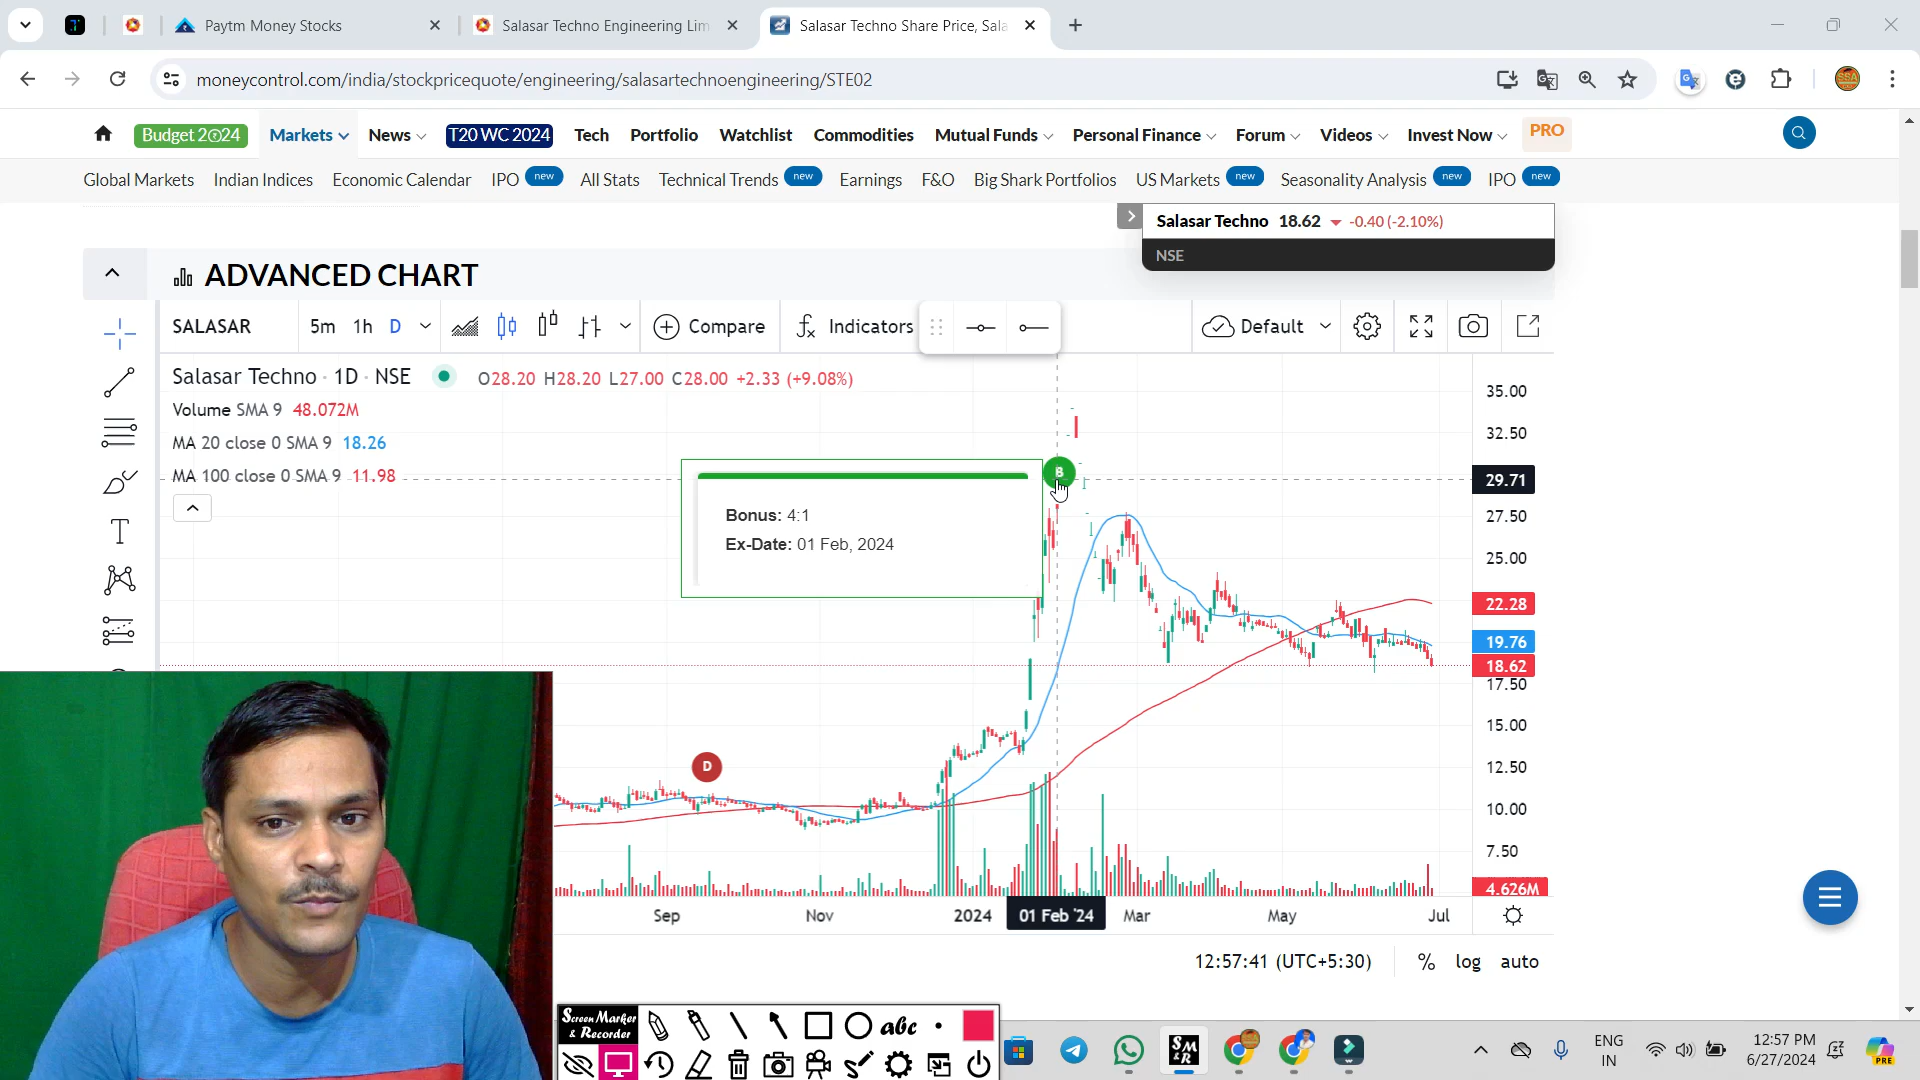 Paytm Money Stocks
Salasar Techno Engineering Lim
Salasar Techno Share Price, Sala
moneycontrol.com/india/stockpricequote/engineering/salasartechnoengineering/STE02
Budget 2024
Markets
News
T20 WC 2024
Tech
Portfolio
Watchlist
Commodities
Mutual Funds
Personal Finance
Forum
Videos
Invest Now
PRO
Global Markets
Indian Indices
Economic Calendar
IPO new
All Stats
Technical Trends new
Earnings
F&O
Big Shark Portfolios
US Markets new
Seasonality Analysis new
IPO new
Salasar Techno 18.62 -0.40 (-2.10%)
NSE
ADVANCED CHART
SALASAR
5m 1h D
Compare
Indicators
Default
Salasar Techno · 1D · NSE
O28.20 H28.20 L27.00 C28.00 +2.33 (+9.08%)
Volume SMA 9 48.072M
MA 20 close 0 SMA 9 18.26
MA 100 close 0 SMA 9 11.98
B
Bonus: 4:1
Ex-Date: 01 Feb, 2024
D
35.00
32.50
29.71
27.50
25.00
22.28
19.76
18.62
17.50
15.00
12.50
10.00
7.50
4.626M
Sep
Nov
2024
01 Feb '24
Mar
May
Jul
12:57:41 (UTC+5:30)
% log auto
Screen Marker
& Recorder
abc
SM
&R
ENG
IN
12:57 PM
6/27/2024
PRE